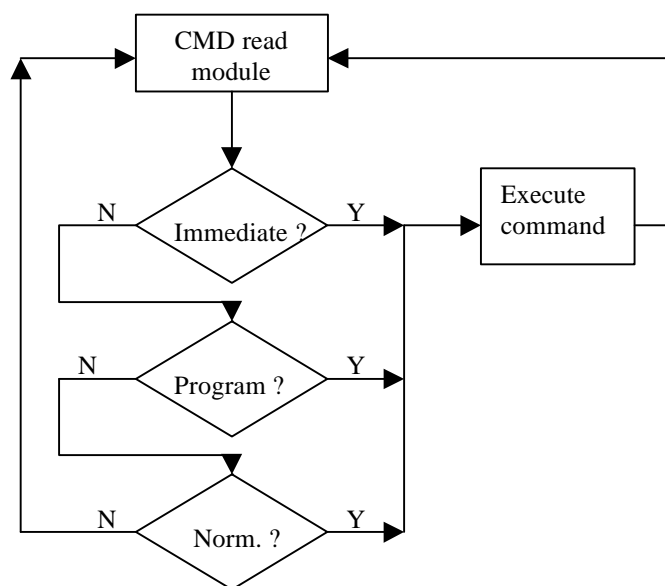 CMD read
module
N
Immediate ?
Y
Execute
command
N
Program ?
Y
N
Norm. ?
Y